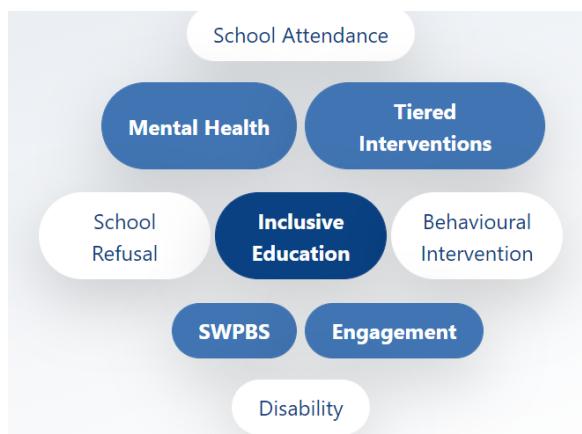 School Attendance
Mental Health
Tiered
Interventions
School
Refusal
Inclusive
Education
Behavioural
Intervention
SWPBS
Engagement
Disability